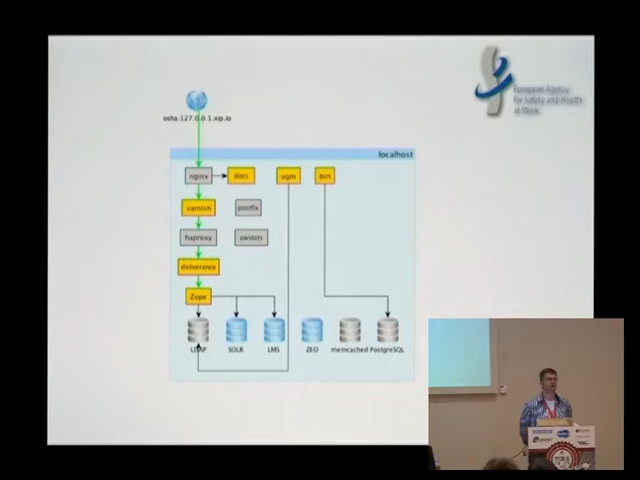 European Agency
for Safety and Health
at Work
osha.127.0.0.1.xip.io
localhost
nginx
docs
ugm
birt
varnish
postfix
haproxy
awstats
deliverance
Zope
LDAP
SOLR
LMS
ZEO
memcached
PostgreSQL